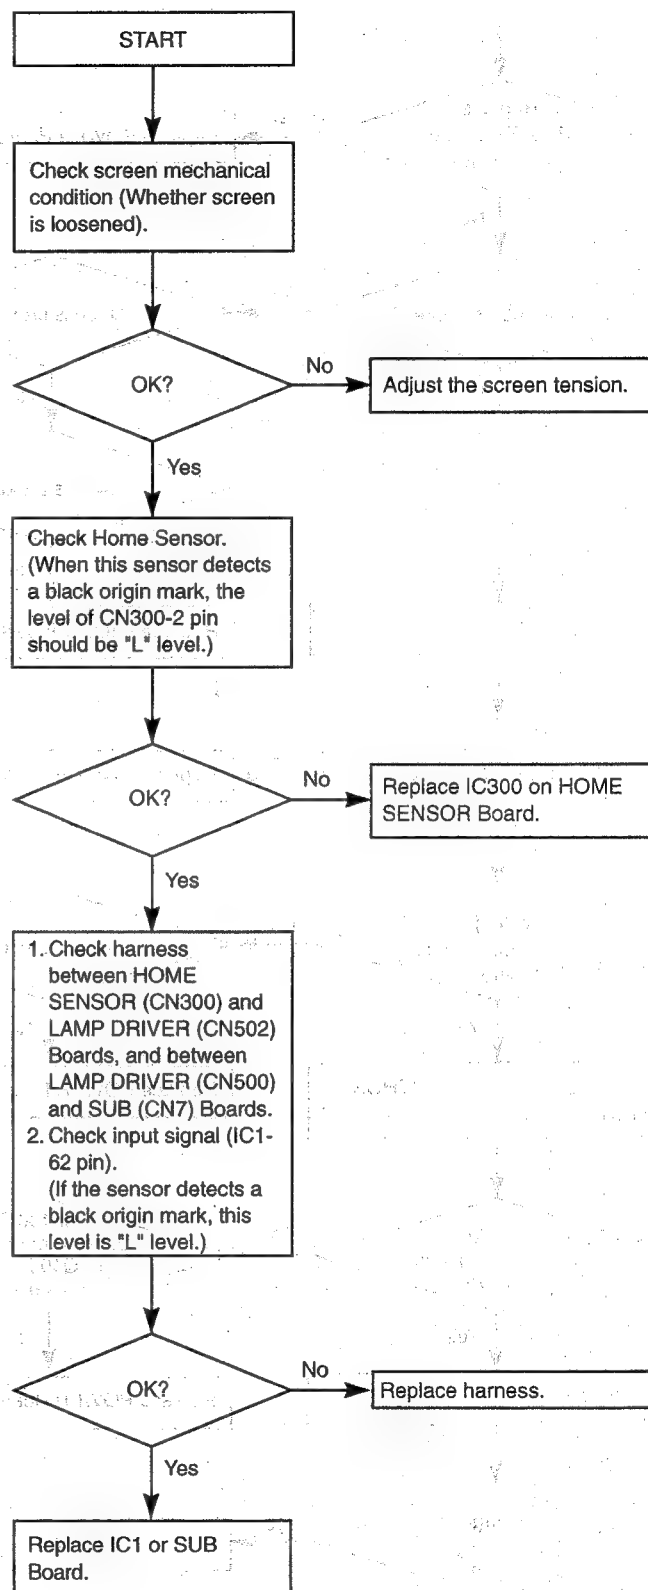 START
Check screen mechanical
condition (Whether screen
is loosened).
OK?
No
Adjust the screen tension.
Yes
Check Home Sensor.
(When this sensor detects
a black origin mark, the
level of CN300-2 pin
should be "L" level.)
OK?
No
Replace IC300 on HOME
SENSOR Board.
Yes
1. Check harness
between HOME
SENSOR (CN300) and
LAMP DRIVER (CN502)
Boards, and between
LAMP DRIVER (CN500)
and SUB (CN7) Boards.
2. Check input signal (IC1-
62 pin).
(If the sensor detects a
black origin mark, this
level is "L" level.)
OK?
No
Replace harness.
Yes
Replace IC1 or SUB
Board.